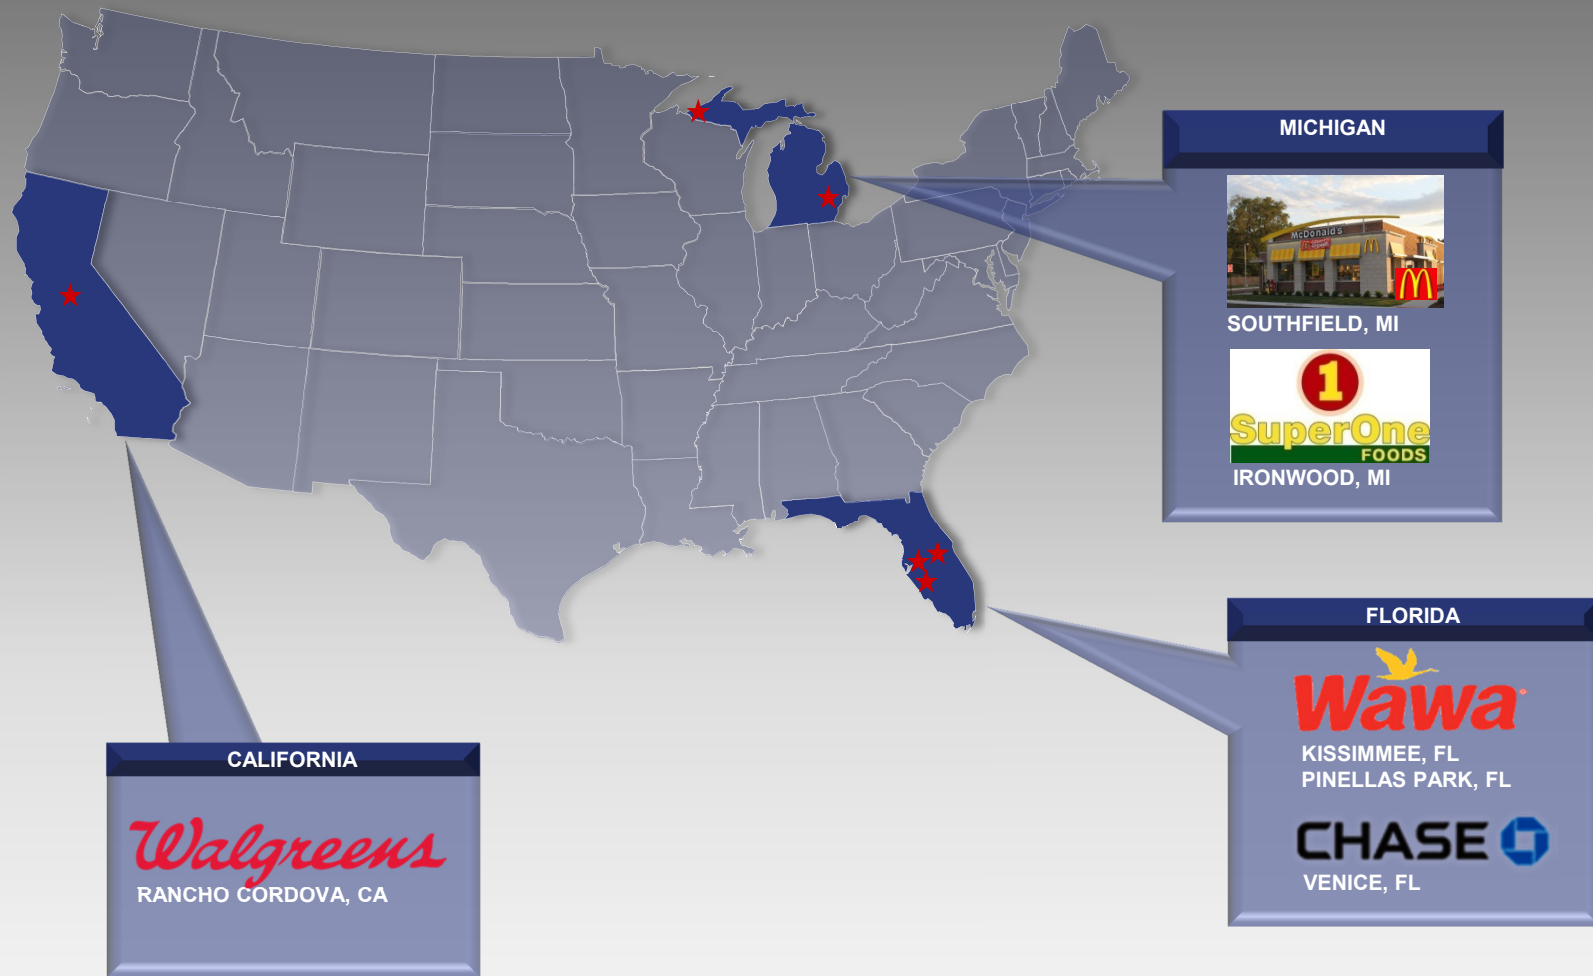 MICHIGAN
McDonald's
SOUTHFIELD, MI
1
SuperOne
FOODS
IRONWOOD, MI
FLORIDA
Wawa
KISSIMMEE, FL
PINELLAS PARK, FL
CHASE
VENICE, FL
CALIFORNIA
Walgreens
RANCHO CORDOVA, CA